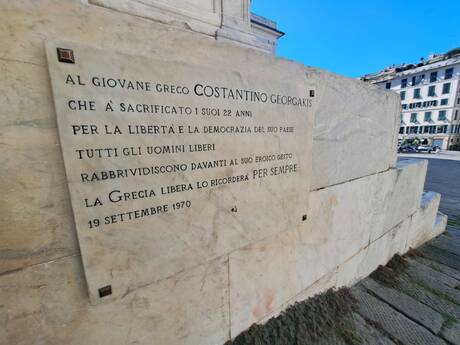 AL GIOVANE GRECO COSTANTINO GEORGAKIS
CHE À SACRIFICATO I SUOI 22 ANNI
PER LA LIBERTÀ E LA DEMOCRAZIA DEL SUO PAESE
TUTTI GLI UOMINI LIBERI
RABBRIVIDISCONO DAVANTI AL SUO EROICO GESTO
LA GRECIA LIBERA LO RICORDERÀ PER SEMPRE
19 SETTEMBRE 1970